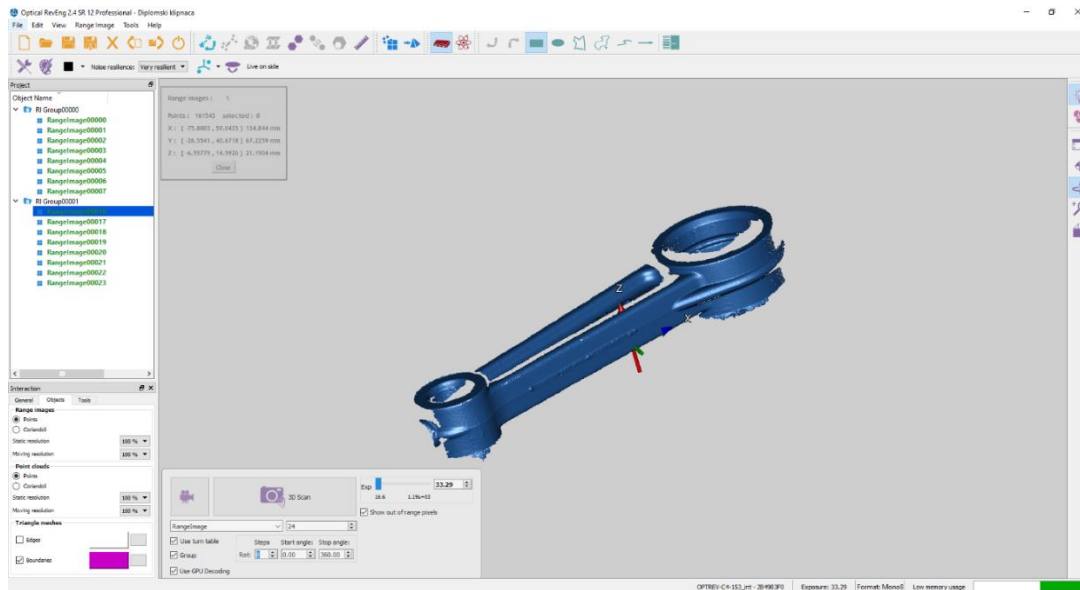 Optical RevEng 2.4 SR 12 Professional - Diplomski klipnaca
File Edit View Range Image Tools Help
Noise resilience: Very resilient Live on side
Project
Object Name
RI Group00000
RangeImage00000
RangeImage00001
RangeImage00002
RangeImage00003
RangeImage00004
RangeImage00005
RangeImage00006
RangeImage00007
RI Group00001
RangeImage00017
RangeImage00018
RangeImage00019
RangeImage00020
RangeImage00021
RangeImage00022
RangeImage00023
Range images :
Points : 161545 selected : 0
Close
Z
X
Interaction
General Objects Tools
Range images
Points
Static resolution 100 %
Moving resolution 100 %
Point clouds
Points
Static resolution 100 %
Moving resolution 100 %
Triangle meshes
Edges
Boundaries
3D Scan
Exp 33.29
Show out of range pixels
RangeImage 24
Use turn table Steps Start angle: Stop angle:
Group 0.00 360.00
Use GPU Decoding
Exposure: 33.29 Format: Mono8 Low memory usage